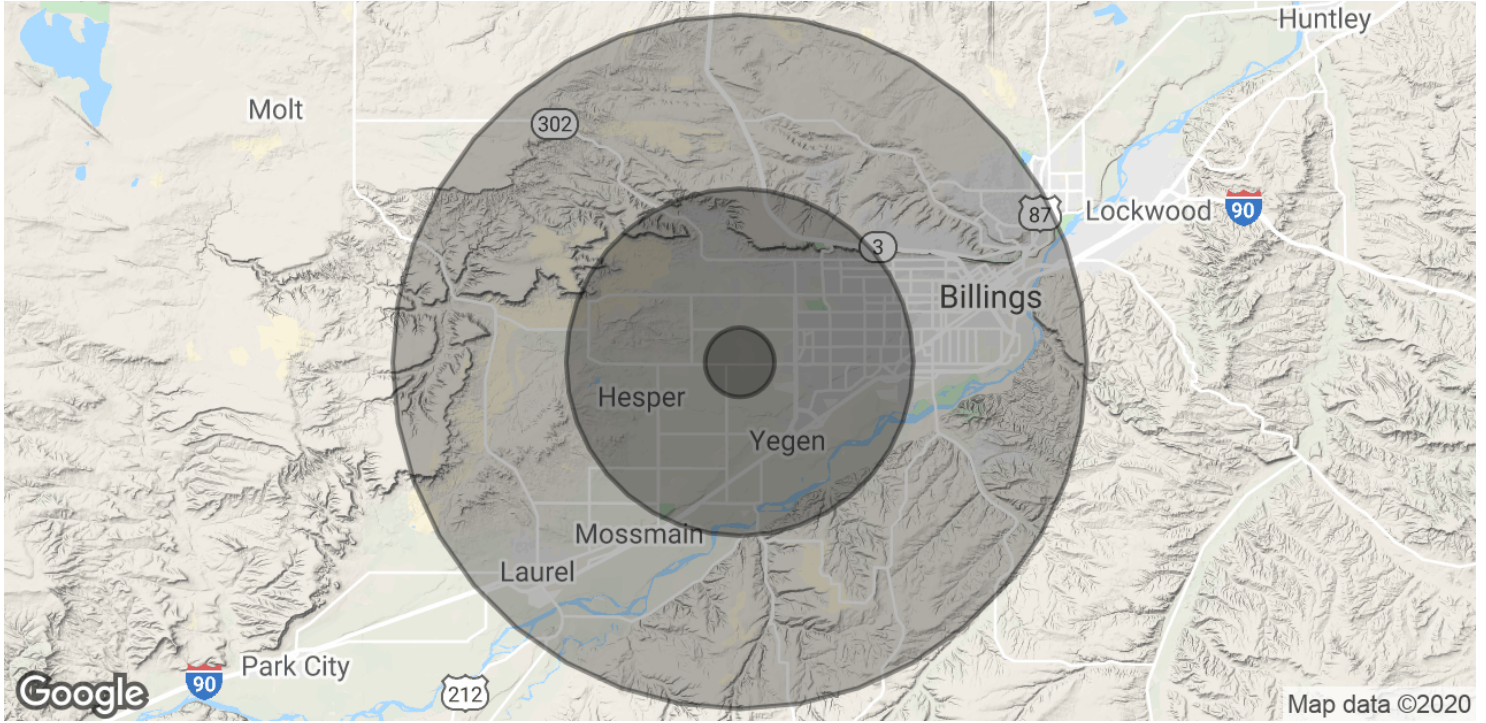 Huntley
Molt
302
87
Lockwood
90
3
Billings
Hesper
Yegen
Mossmain
Laurel
Park City
90
212
Google
Map data ©2020